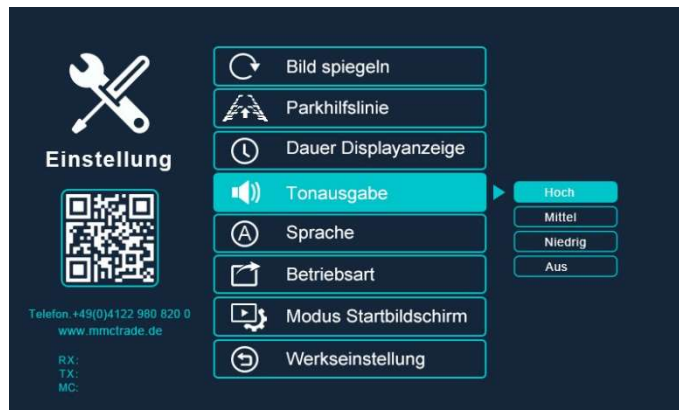 Einstellung
Telefon.+49(0)4122 980 820 0
www.mmctrade.de
RX:
TX:
MC:
Bild spiegeln
Parkhilfslinie
Dauer Displayanzeige
Tonausgabe
A Sprache
Betriebsart
Modus Startbildschirm
Werkseinstellung
Hoch
Mittel
Niedrig
Aus